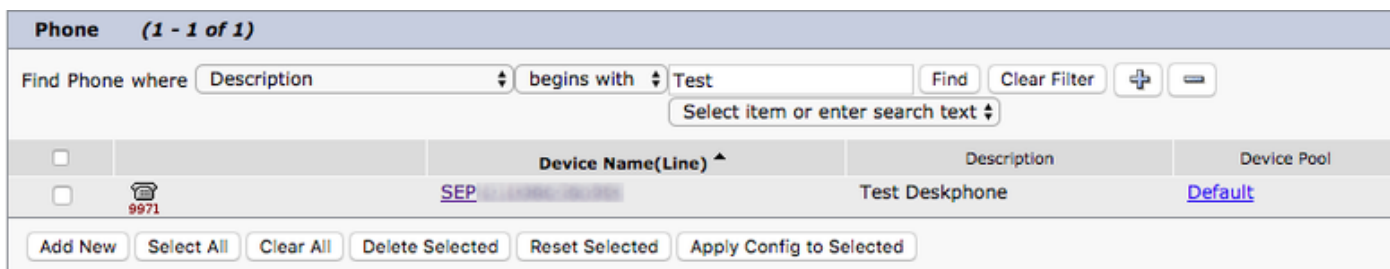 Phone (1 - 1 of 1)
Find Phone where Description begins with Test Find Clear Filter
Select item or enter search text
Device Name(Line) Description Device Pool
9971 SEP Test Deskphone Default
Add New Select All Clear All Delete Selected Reset Selected Apply Config to Selected